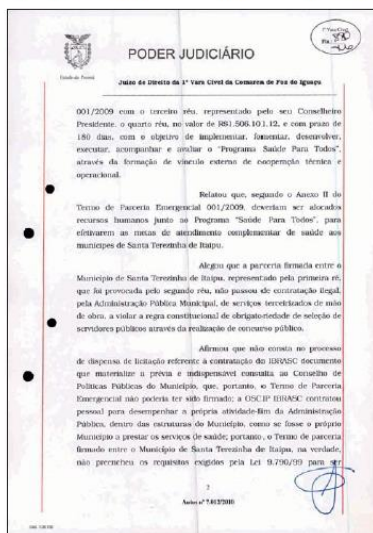 PODER JUDICIÁRIO
Estado do Paraná
Juízo de Direito da 1ª Vara Cível da Comarca de Foz do Iguaçu
001/2009 com o terceiro réu, representado pelo seu Conselheiro
Presidente, o quarto réu, no valor de R$1.506.101,12, e com prazo de
180 dias, com o objetivo de implementar, fomentar, desenvolver,
executar, acompanhar e avaliar o "Programa Saúde Para Todos",
através da formação de vínculo externo de cooperação técnica e
operacional.
Relatou que, segundo o Anexo II do
Termo de Parceria Emergencial 001/2009, deveriam ser alocados
recursos humanos junto ao Programa "Saúde Para Todos", para
efetivarem as metas de atendimento complementar de saúde aos
munícipes de Santa Terezinha de Itaipu.
Alegou que a parceria firmada entre o
Município de Santa Terezinha de Itaipu, representado pela primeira ré,
que foi provocada pelo segundo réu, não passou de contratação ilegal,
pela Administração Pública Municipal, de serviços terceirizados de mão
de obra, a violar a regra constitucional de obrigatoriedade de seleção de
servidores públicos através da realização de concurso público.
Afirmou que não consta no processo
de dispensa de licitação referente à contratação do IBRASC documento
que materialize a prévia e indispensável consulta ao Conselho de
Políticas Públicas do Município, que, portanto, o Termo de Parceria
Emergencial não poderia ter sido firmado; a OSCIP IBRASC contratou
pessoal para desempenhar a própria atividade-fim da Administração
Pública, dentro das estruturas do Município, como se fosse o próprio
Município a prestar os serviços de saúde; portanto, o Termo de parceria
firmado entre o Município de Santa Terezinha de Itaipu, na verdade,
não preencheu os requisitos exigidos pela Lei 9.790/99 para ser
2
Autos nº 7.012/2010